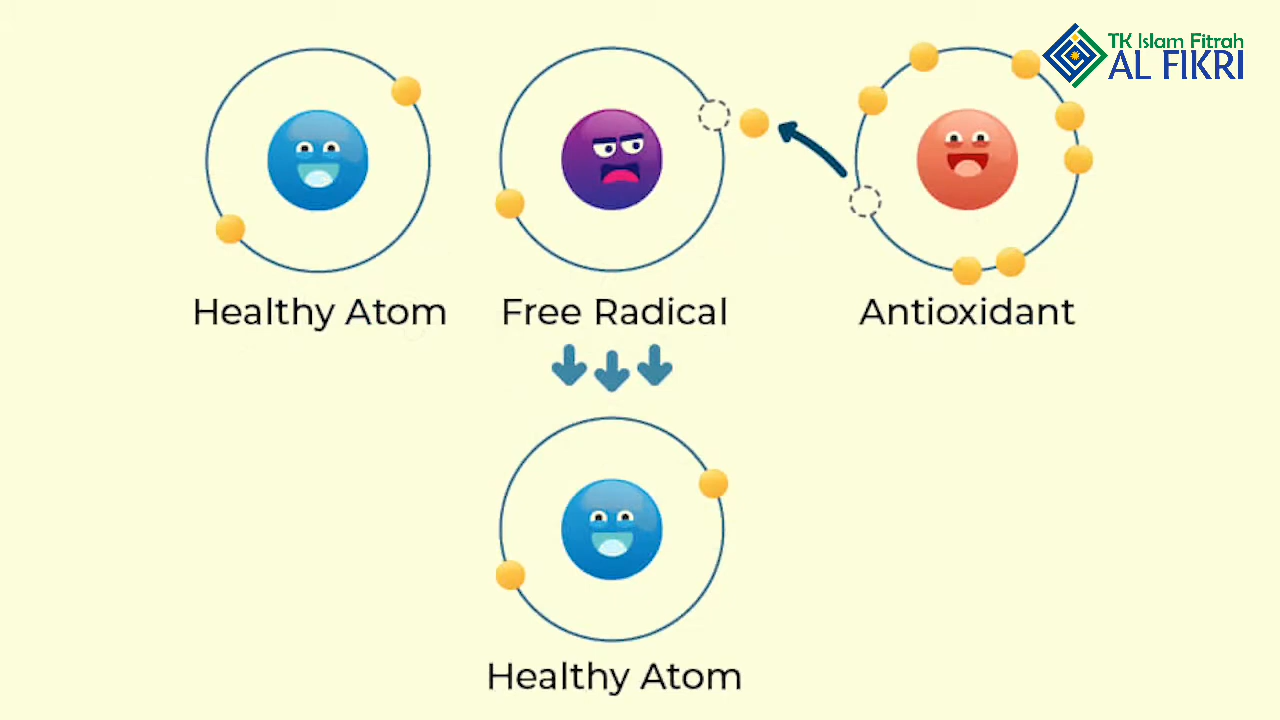 TK Islam Fitrah
AL FIKRI
Healthy Atom
Free Radical
Antioxidant
Healthy Atom